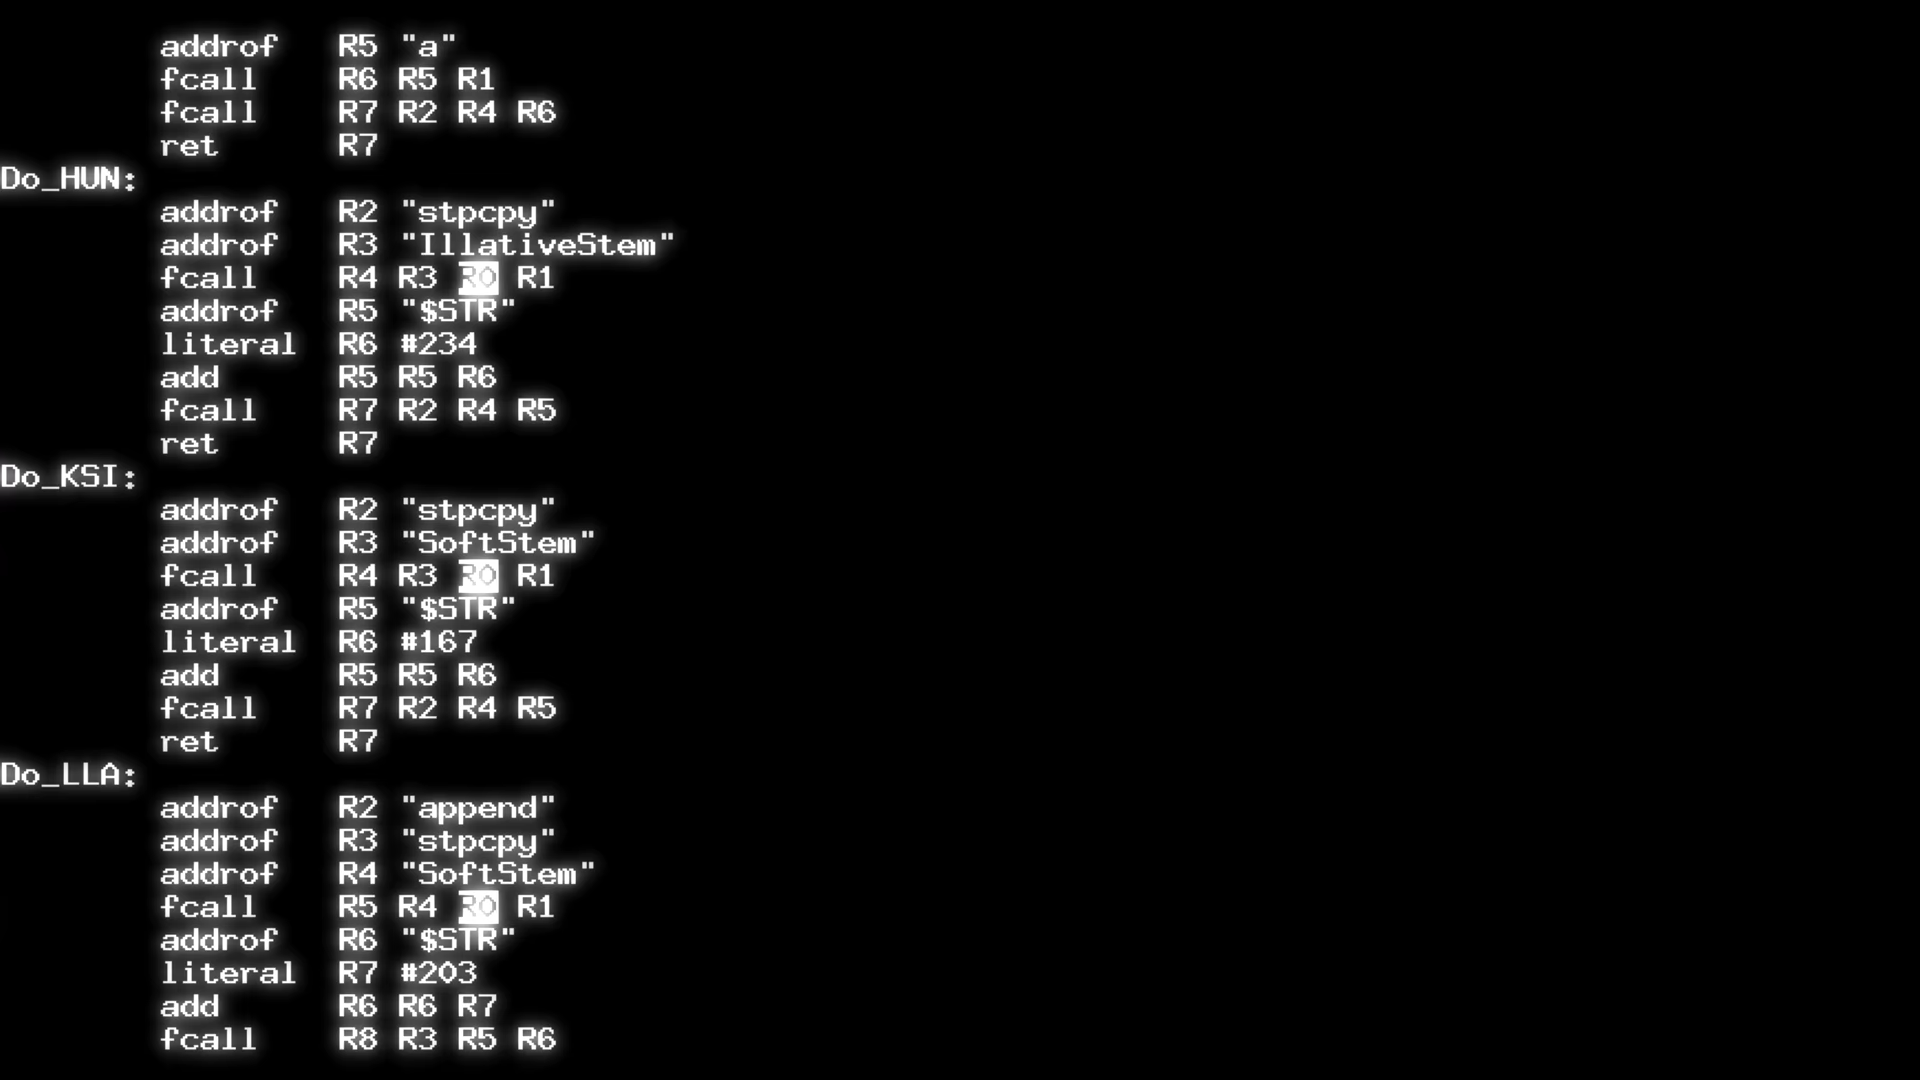 addrof R5 "a"
fcall R6 R5 R1
fcall R7 R2 R4 R6
ret R7
Do_HUN:
addrof R2 "stpcpy"
addrof R3 "IllativeStem"
fcall R4 R3 R0 R1
addrof R5 "$STR"
literal R6 #234
add R5 R5 R6
fcall R7 R2 R4 R5
ret R7
Do_KSI:
addrof R2 "stpcpy"
addrof R3 "SoftStem"
fcall R4 R3 R0 R1
addrof R5 "$STR"
literal R6 #167
add R5 R5 R6
fcall R7 R2 R4 R5
ret R7
Do_LLA:
addrof R2 "append"
addrof R3 "stpcpy"
addrof R4 "SoftStem"
fcall R5 R4 R0 R1
addrof R6 "$STR"
literal R7 #203
add R6 R6 R7
fcall R8 R3 R5 R6